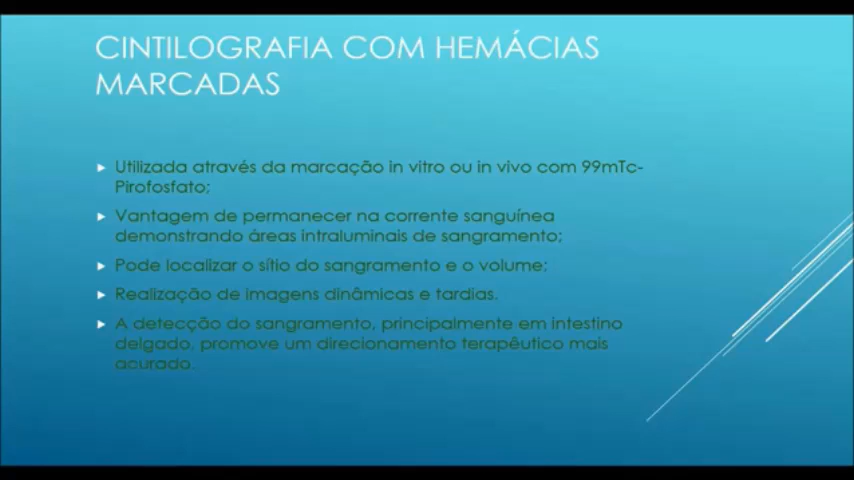 CINTILOGRAFIA COM HEMÁCIAS
MARCADAS
Utilizada através da marcação in vitro ou in vivo com 99mTc-
Pirofosfato;
Vantagem de permanecer na corrente sanguínea
demonstrando áreas intraluminais de sangramento;
Pode localizar o sítio do sangramento e o volume;
Realização de imagens dinâmicas e tardias.
A detecção do sangramento, principalmente em intestino
delgado, promove um direcionamento terapêutico mais
acurado.